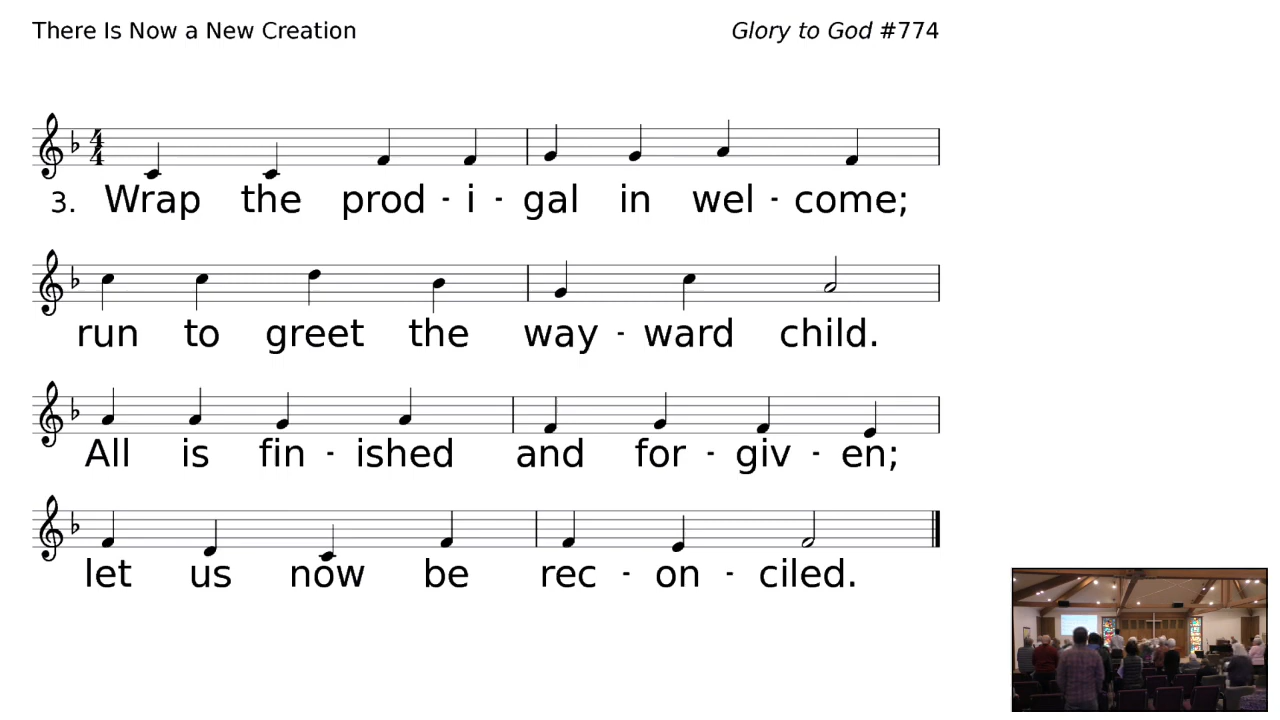 There Is Now a New Creation
Glory to God #774
3. Wrap the prod - i - gal in wel - come;
run to greet the way - ward child.
All is fin - ished and for - giv - en;
let us now be rec - on - ciled.